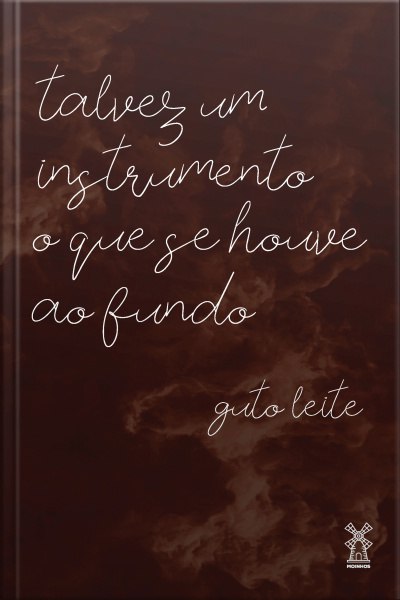 talvez um
instrumento
o que se houve
ao fundo
guto leite
MOINHOS